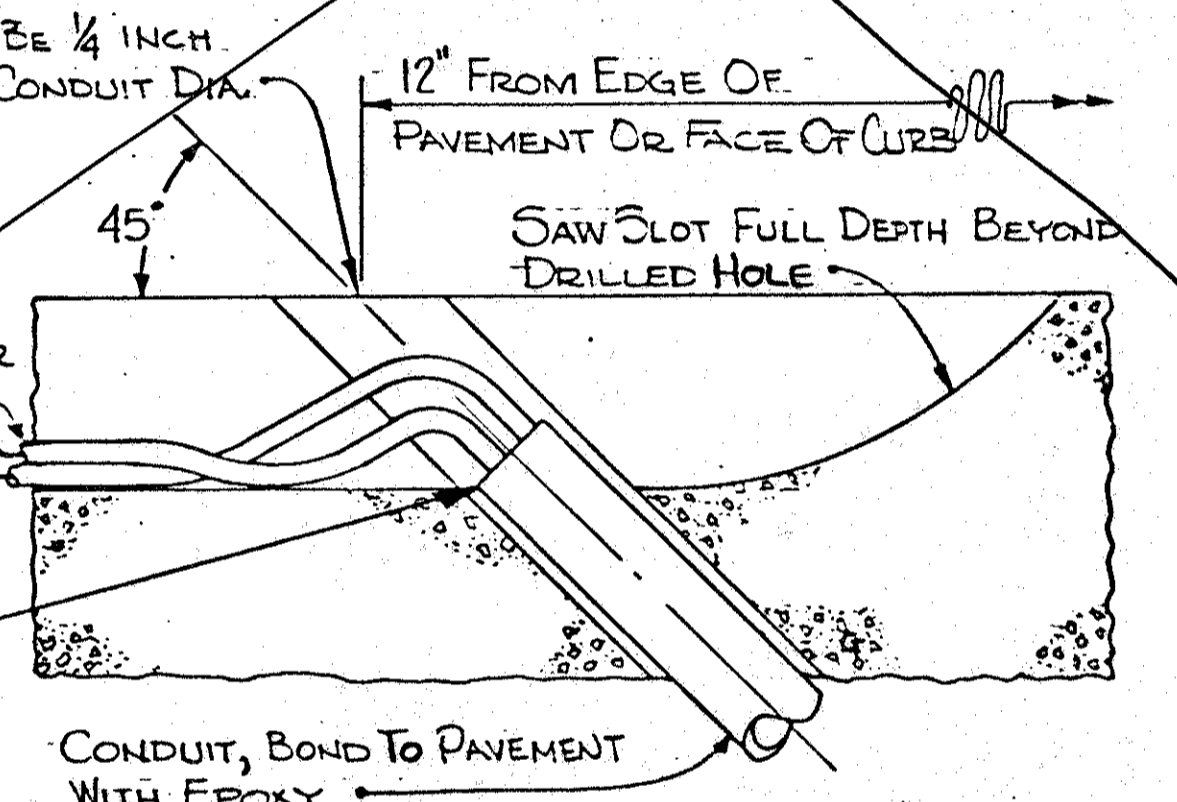 BE 1/4 INCH
CONDUIT DIA.
12" FROM EDGE OF
PAVEMENT OR FACE OF CURB
45°
SAW SLOT FULL DEPTH BEYOND
DRILLED HOLE
R
CONDUIT, BOND TO PAVEMENT
WITH EPOXY